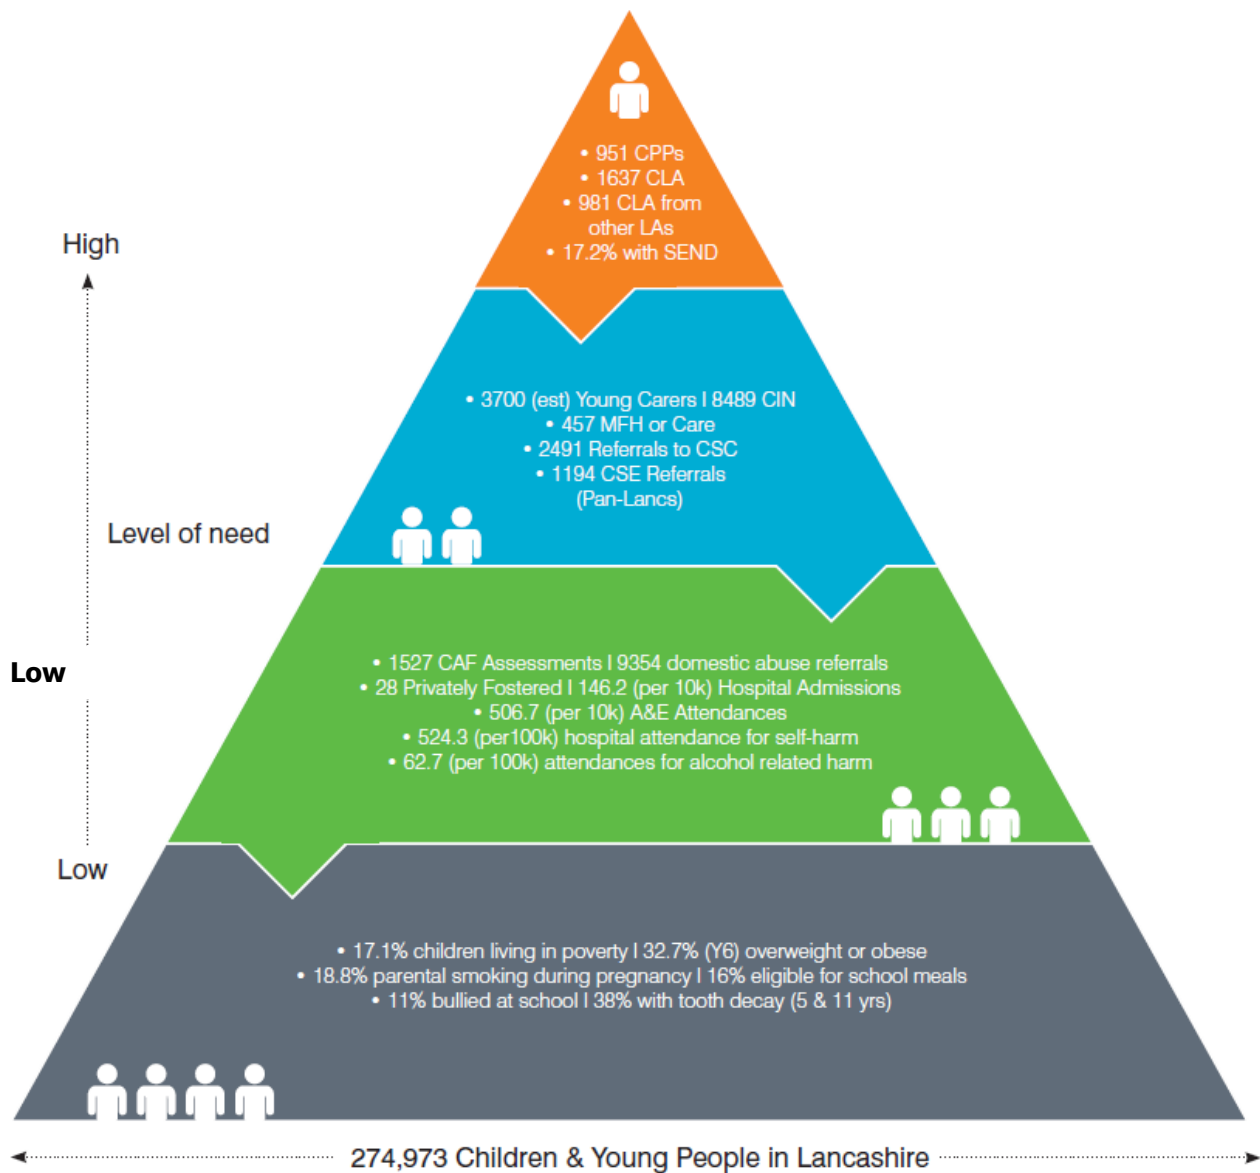 • 951 CPPs
• 1637 CLA
• 981 CLA from
other LAs
• 17.2% with SEND
High
• 3700 (est) Young Carers I 8489 CIN
• 457 MFH or Care
• 2491 Referrals to CSC
• 1194 CSE Referrals
(Pan-Lancs)
Level of need
Low
• 1527 CAF Assessments I 9354 domestic abuse referrals
• 28 Privately Fostered I 146.2 (per 10k) Hospital Admissions
• 506.7 (per 10k) A&E Attendances
• 524.3 (per100k) hospital attendance for self-harm
• 62.7 (per 100k) attendances for alcohol related harm
Low
• 17.1% children living in poverty I 32.7% (Y6) overweight or obese
• 18.8% parental smoking during pregnancy I 16% eligible for school meals
• 11% bullied at school I 38% with tooth decay (5 & 11 yrs)
274,973 Children & Young People in Lancashire